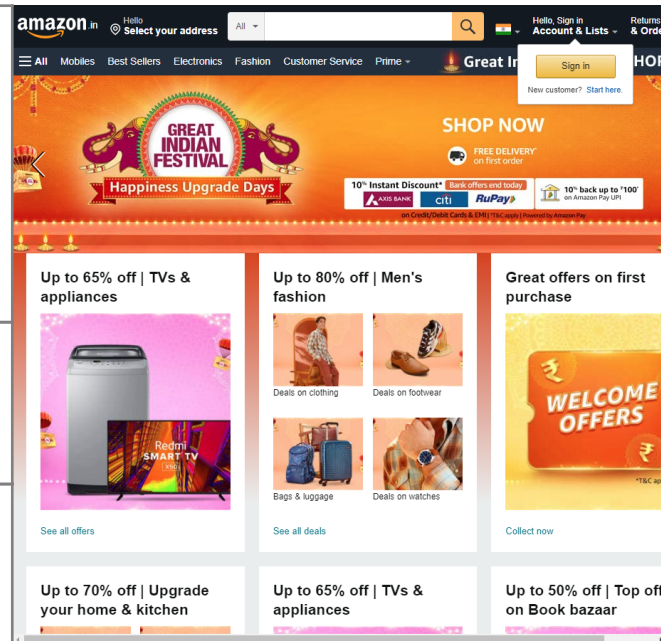 amazon.in
Hello
Select your address
All
Hello, Sign in
Account & Lists
Returns
& Orde
All Mobiles Best Sellers Electronics Fashion Customer Service Prime
Great In
HOP
Sign in
New customer? Start here.
GREAT
INDIAN
FESTIVAL
Happiness Upgrade Days
SHOP NOW
FREE DELIVERY*
on first order
10% Instant Discount* Bank offers end today
AXIS BANK citi RuPay
10% back up to ₹100*
on Amazon Pay UPI
on Credit/Debit Cards & EMI | *T&C apply | Powered by Amazon Pay
Up to 65% off | TVs &
appliances
Redmi
SMART TV
X50
See all offers
Up to 80% off | Men's
fashion
Deals on clothing
Deals on footwear
Bags & luggage
Deals on watches
See all deals
Great offers on first
purchase
WELCOME
OFFERS
*T&C ap
Collect now
Up to 70% off | Upgrade
your home & kitchen
Up to 65% off | TVs &
appliances
Up to 50% off | Top off
on Book bazaar